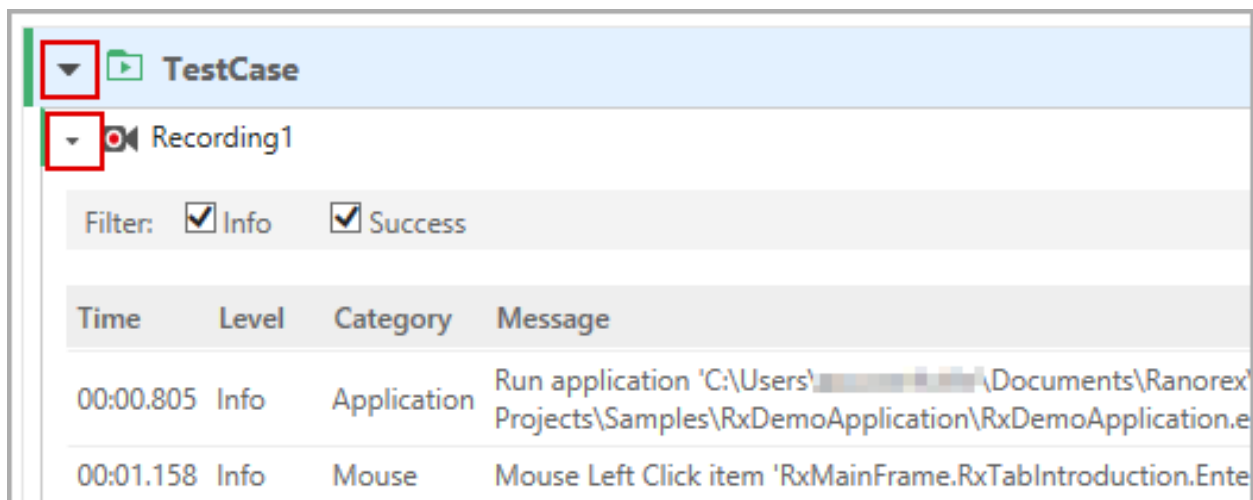 TestCase
Recording1
Filter: Info Success
Time Level Category Message
00:00.805 Info Application Run application 'C:\Users\ \Documents\Ranorex\
Projects\Samples\RxDemoApplication\RxDemoApplication.e
00:01.158 Info Mouse Mouse Left Click item 'RxMainFrame.RxTabIntroduction.Ente